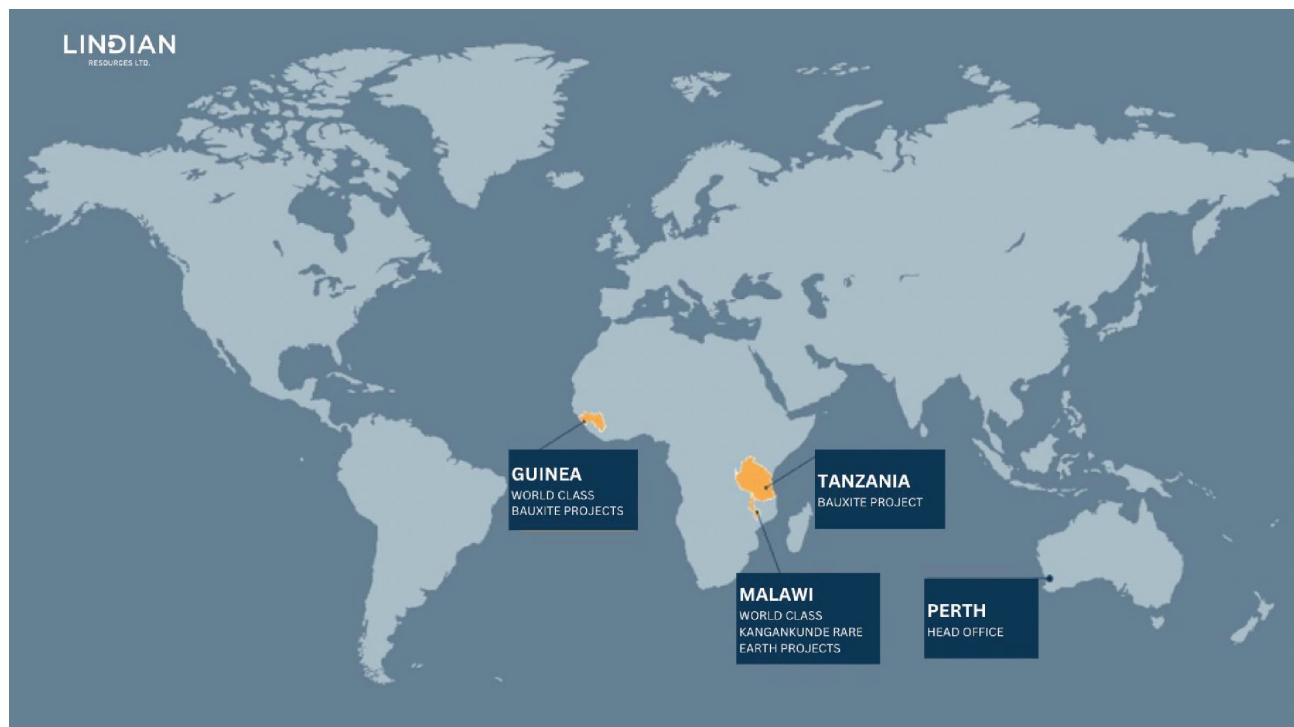 LINDIAN
RESOURCES LTD.
GUINEA
WORLD CLASS
BAUXITE PROJECTS
TANZANIA
BAUXITE PROJECT
MALAWI
WORLD CLASS
KANGANKUNDE RARE
EARTH PROJECTS
PERTH
HEAD OFFICE